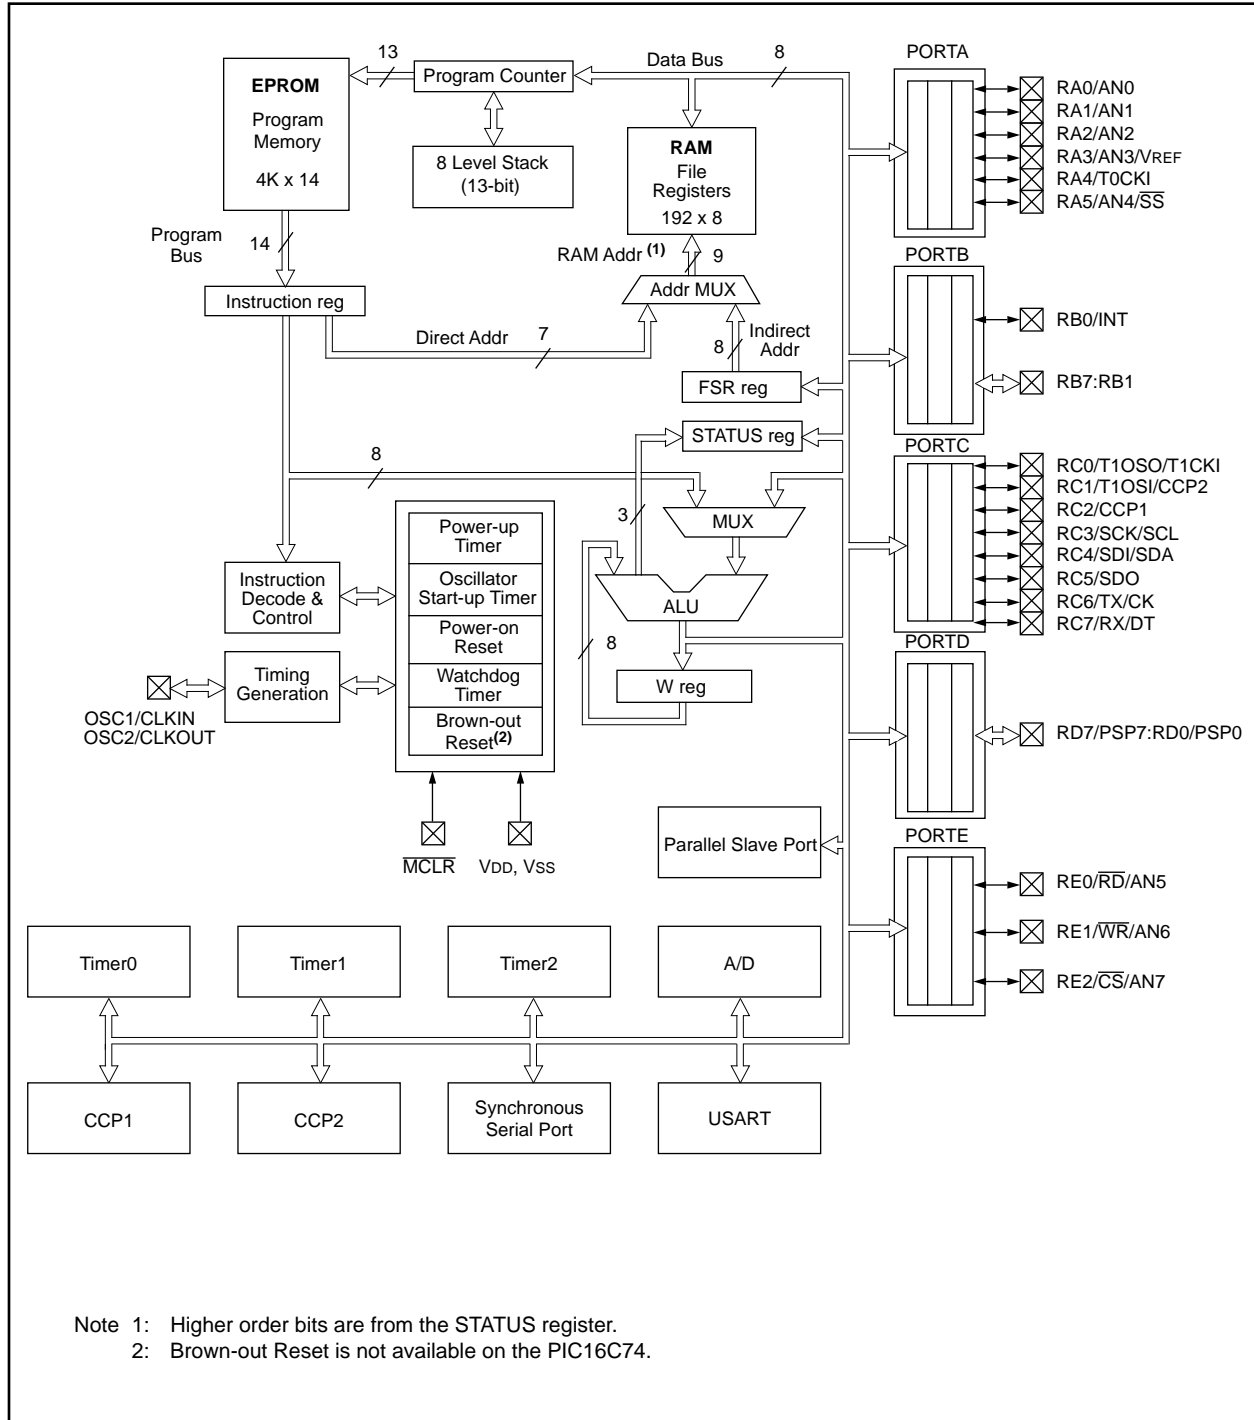 13
Data Bus
8
PORTA
EPROM
Program
Memory
4K x 14
Program Counter
8 Level Stack
(13-bit)
RAM
File
Registers
192 x 8
RA0/AN0
RA1/AN1
RA2/AN2
RA3/AN3/VREF
RA4/T0CKI
RA5/AN4/SS
Program
Bus
14
RAM Addr (1)
9
PORTB
Instruction reg
Addr MUX
Direct Addr
7
8
Indirect
Addr
RB0/INT
RB7:RB1
FSR reg
STATUS reg
PORTC
8
3
MUX
RC0/T1OSO/T1CKI
RC1/T1OSI/CCP2
RC2/CCP1
RC3/SCK/SCL
RC4/SDI/SDA
RC5/SDO
RC6/TX/CK
RC7/RX/DT
Power-up
Timer
Oscillator
Start-up Timer
Power-on
Reset
Watchdog
Timer
Brown-out
Reset(2)
Instruction
Decode &
Control
ALU
8
W reg
Timing
Generation
OSC1/CLKIN
OSC2/CLKOUT
PORTD
RD7/PSP7:RD0/PSP0
MCLR
VDD, VSS
Parallel Slave Port
PORTE
RE0/RD/AN5
RE1/WR/AN6
RE2/CS/AN7
Timer0
Timer1
Timer2
A/D
CCP1
CCP2
Synchronous
Serial Port
USART
Note 1: Higher order bits are from the STATUS register.
2: Brown-out Reset is not available on the PIC16C74.